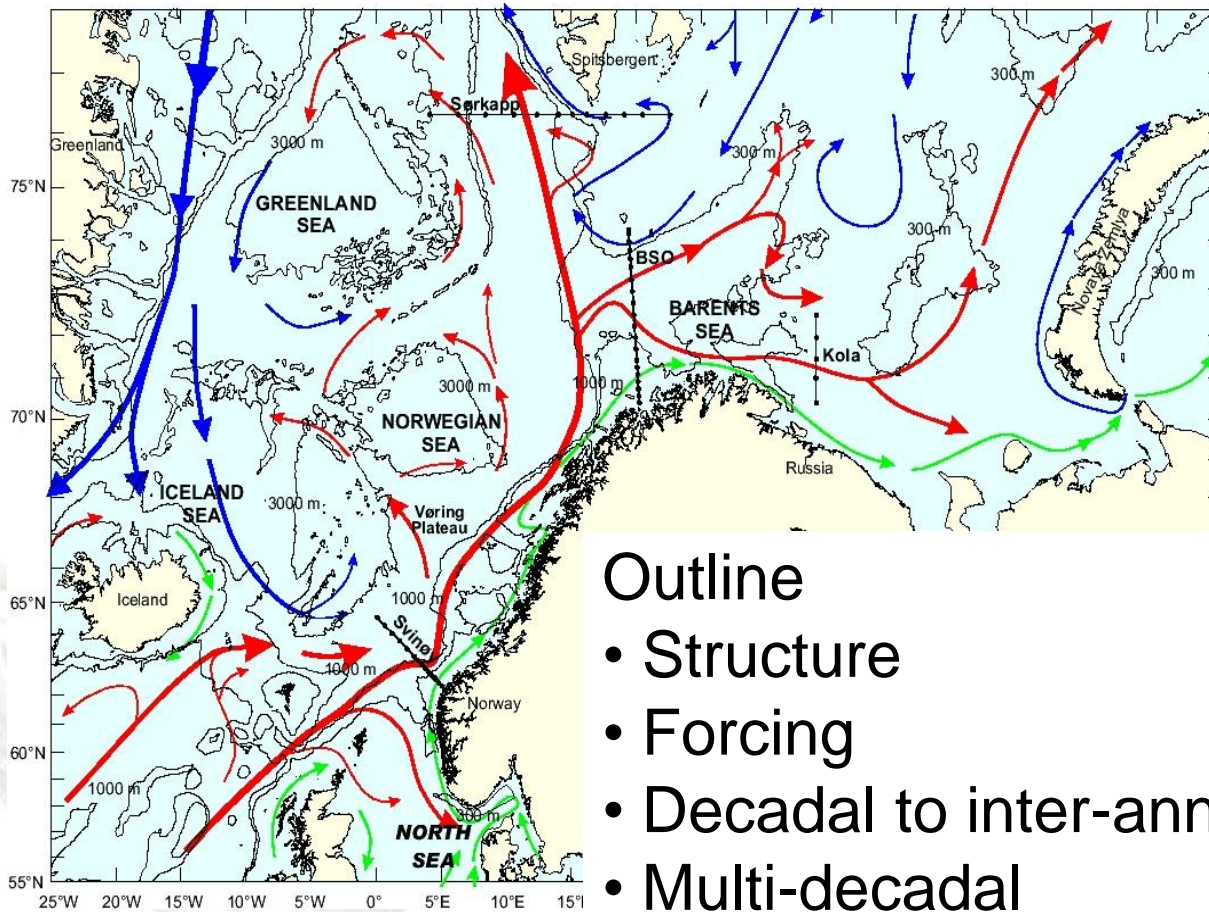 Spitsbergen
300 m
Sørkapp
Greenland
3000 m
300 m
75°N
GREENLAND
SEA
300 m
Novaya Zemlya
BSO
300 m
BARENTS
SEA
Kola
1000 m
3000 m
70°N
NORWEGIAN
SEA
Russia
ICELAND
SEA
3000 m
Vøring
Plateau
Iceland
65°N
1000 m
Svinøy
1000 m
Norway
60°N
1000 m
300 m
NORTH
SEA
55°N
25°W 20°W 15°W 10°W 5°W 0° 5°E 10°E
Outline
• Structure
• Forcing
• Decadal to inter-ann
• Multi-decadal